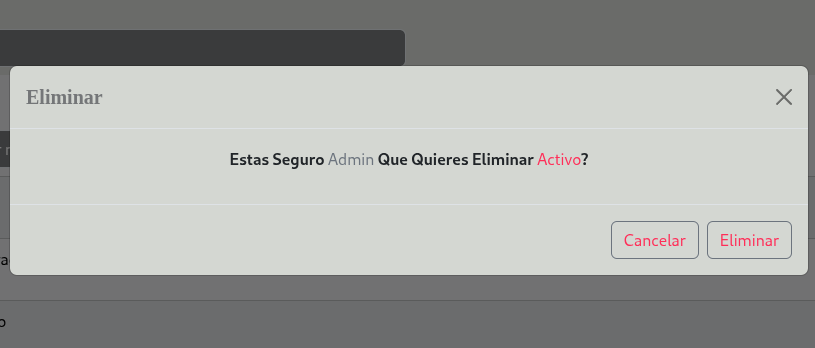 Eliminar
Estas Seguro Admin Que Quieres Eliminar Activo?
Cancelar Eliminar